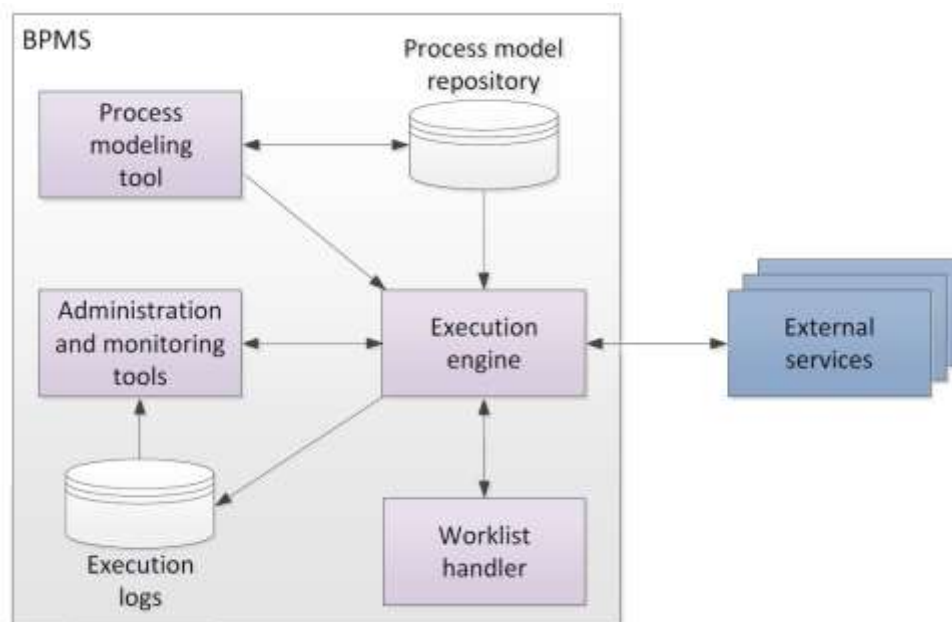 BPMS
Process model
repository
Process
modeling
tool
Administration
and monitoring
tools
Execution
engine
External
services
Execution
logs
Worklist
handler